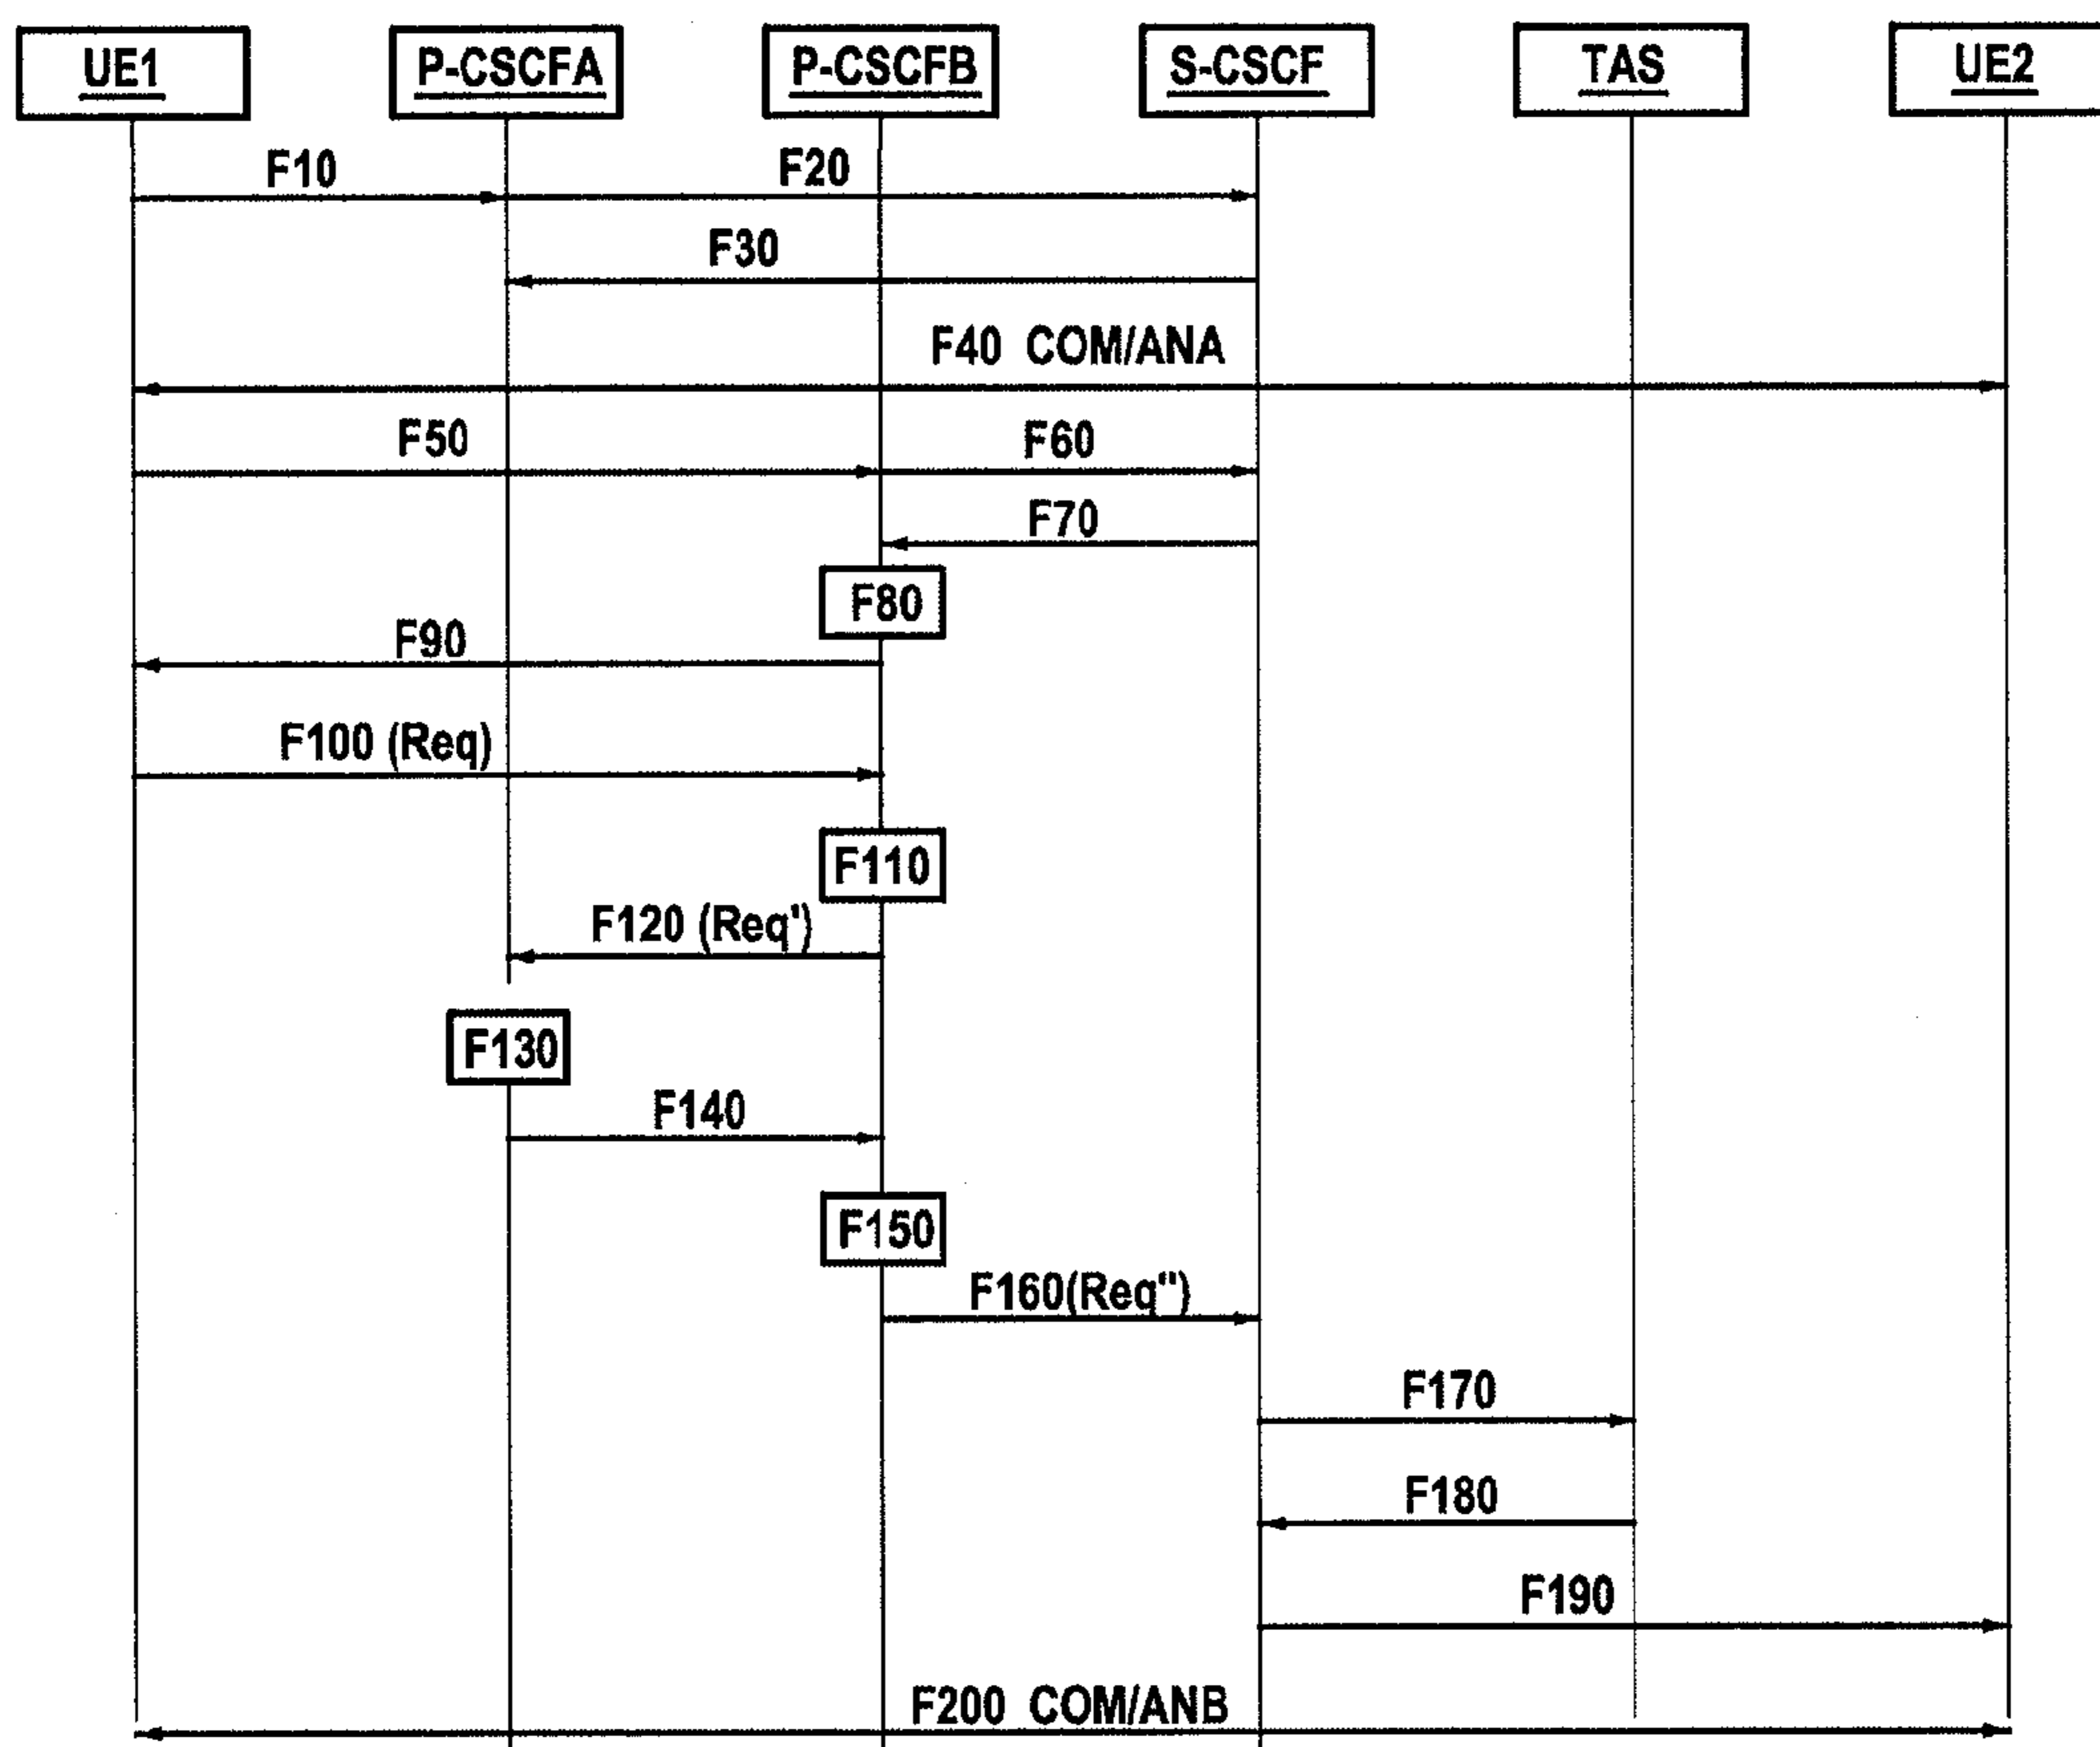 UE1 P-CSCFA P-CSCFB S-CSCF TAS UE2
F10 F20
F30
F40 COM/ANA
F50 F60
F70
F80
F90
F100 (Req)
F110
F120 (Req')
F130
F140
F150
F160(Req")
F170
F180
F190
F200 COM/ANB